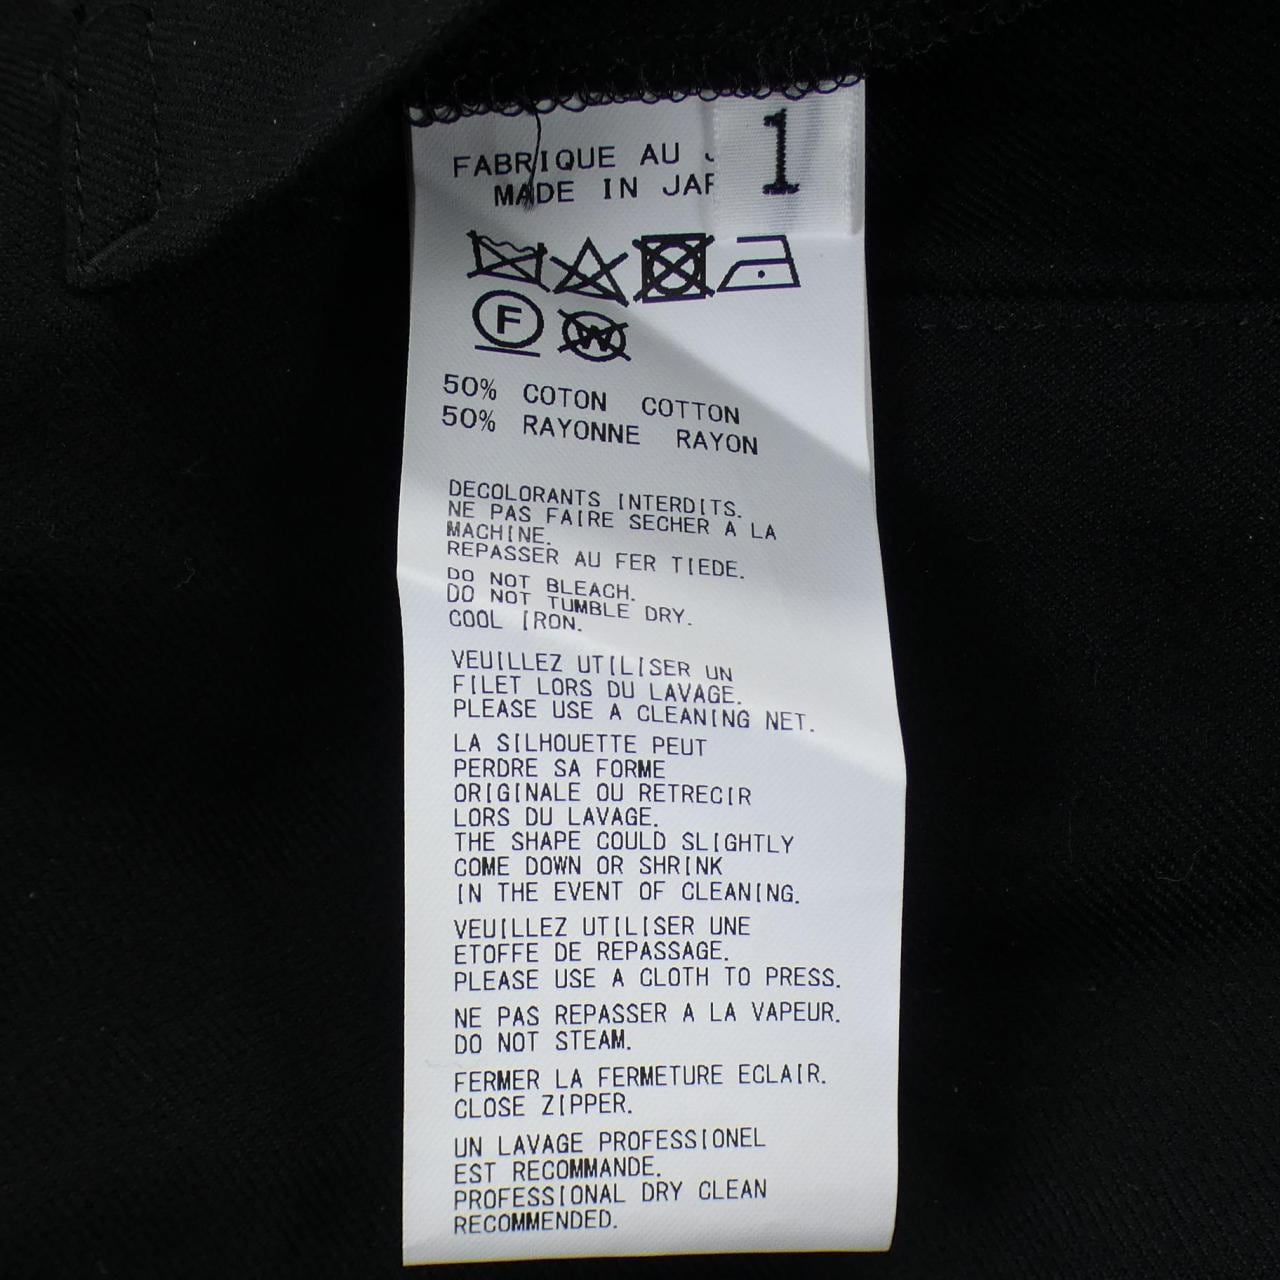 FABRIQUE AU
MADE IN
1
F
W
50% COTON COTTON
50% RAYONNE RAYON
DECOLORANTS INTERDITS.
NE PAS FAIRE SECHER A LA
MACHINE.
REPASSER AU FER TIEDE.
DO NOT BLEACH.
DO NOT TUMBLE DRY.
COOL IRON.
VEUILLEZ UTILISER UN
FILET LORS DU LAVAGE.
PLEASE USE A CLEANING NET.
LA SILHOUETTE PEUT
PERDRE SA FORME
ORIGINALE OU RETRECIR
LORS DU LAVAGE.
THE SHAPE COULD SLIGHTLY
COME DOWN OR SHRINK
IN THE EVENT OF CLEANING.
VEUILLEZ UTILISER UNE
ETOFFE DE REPASSAGE.
PLEASE USE A CLOTH TO PRESS.
NE PAS REPASSER A LA VAPEUR.
DO NOT STEAM.
FERMER LA FERMETURE ECLAIR.
CLOSE ZIPPER.
UN LAVAGE PROFESSIONEL
EST RECOMMANDE.
PROFESSIONAL DRY CLEAN
RECOMMENDED.